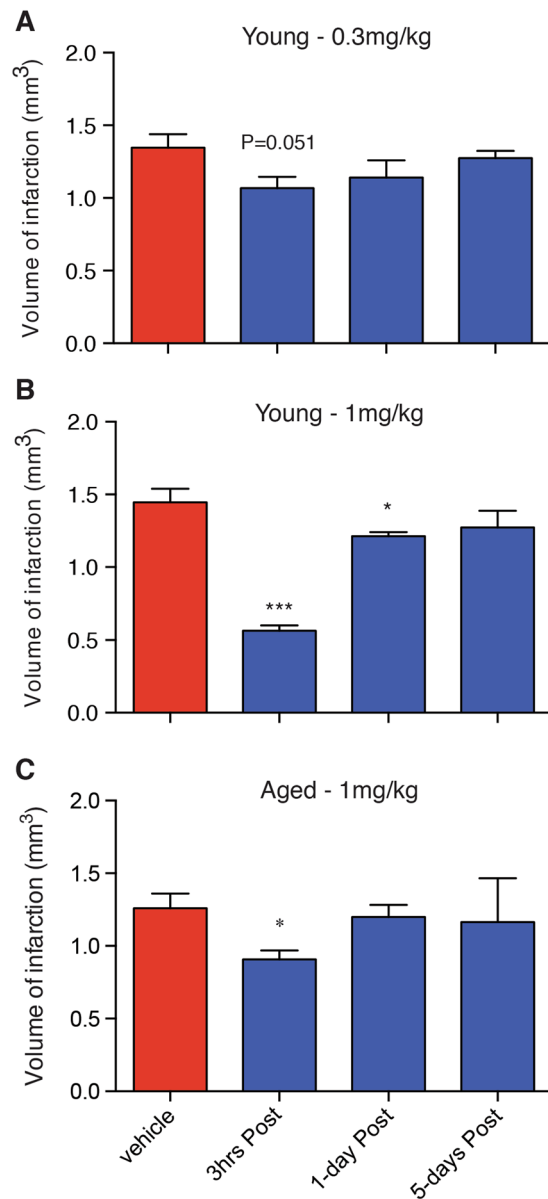 A
Young - 0.3mg/kg
Volume of infarction (mm3)
2.0
1.5
1.0
0.5
0.0
P=0.051
B
Young - 1mg/kg
Volume of infarction (mm3)
2.0
1.5
1.0
0.5
0.0
***
*
C
Aged - 1mg/kg
Volume of infarction (mm3)
2.0
1.5
1.0
0.5
0.0
*
vehicle
3hrs Post
1-day Post
5-days Post